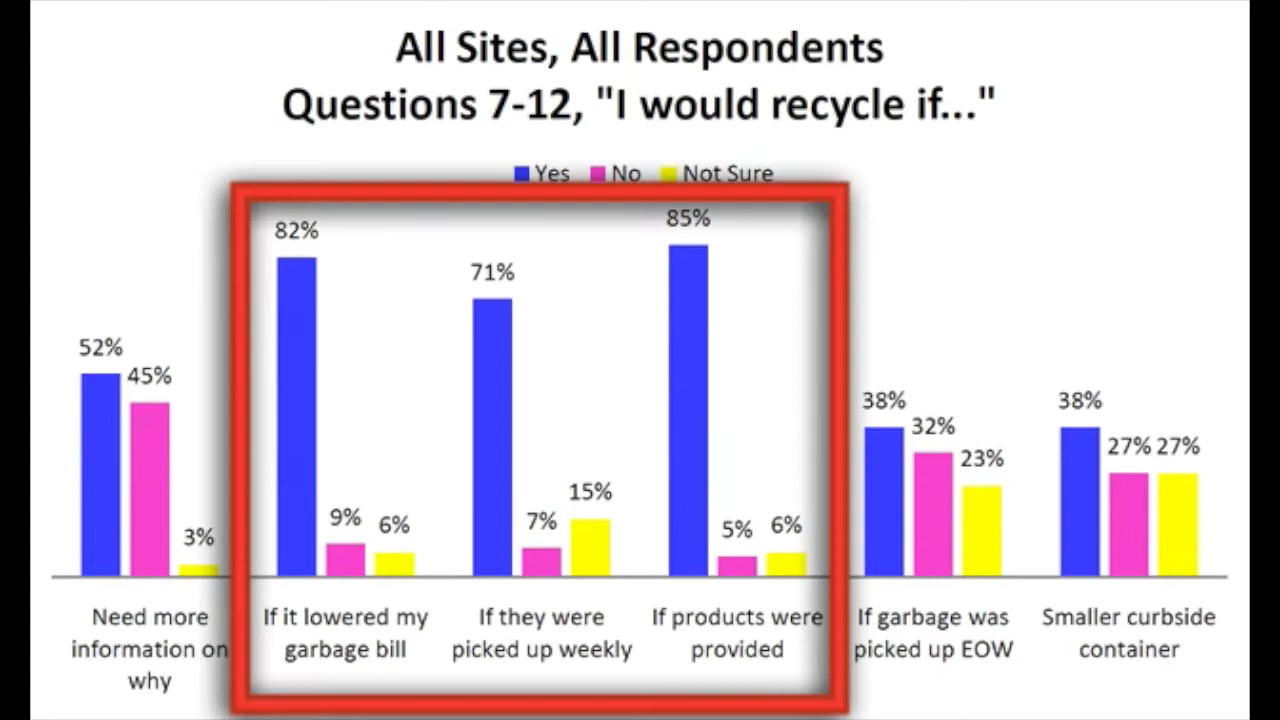 All Sites, All Respondents
Questions 7-12, "I would recycle if..."
Yes No Not Sure
52%
45%
3%
82%
9%
6%
71%
7%
15%
85%
5%
6%
38%
32%
23%
38%
27%
27%
Need more
information on
why
If it lowered my
garbage bill
If they were
picked up weekly
If products were
provided
If garbage was
picked up EOW
Smaller curbside
container